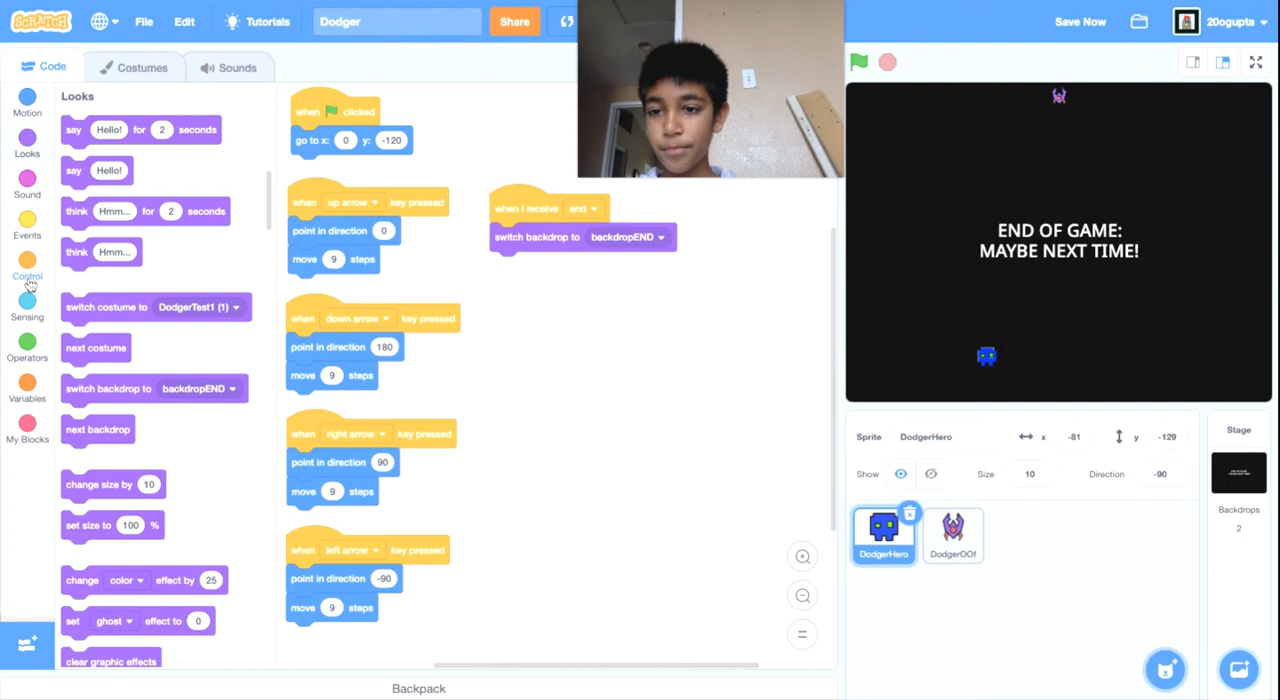 SCRATCH File Edit Tutorials Dodger Share Save Now 20ogupta
Code Costumes Sounds
Motion
Looks
Sound
Events
Control
Sensing
Operators
Variables
My Blocks
Looks
say Hello! for 2 seconds
say Hello!
think Hmm... for 2 seconds
think Hmm...
switch costume to DodgerTest1 (1)
next costume
switch backdrop to backdropEND
next backdrop
change size by 10
set size to 100 %
change color effect by 25
set ghost effect to 0
clear graphic effects
when clicked
go to x: 0 y: -120
when up arrow key pressed
point in direction 0
move 9 steps
when down arrow key pressed
point in direction 180
move 9 steps
when right arrow key pressed
point in direction 90
move 9 steps
when left arrow key pressed
point in direction -90
move 9 steps
when I receive end
switch backdrop to backdropEND
Backpack
END OF GAME:
MAYBE NEXT TIME!
Sprite DodgerHero x -81 y -129
Show Size 10 Direction -90
DodgerHero DodgerOOf
Stage
Backdrops
2